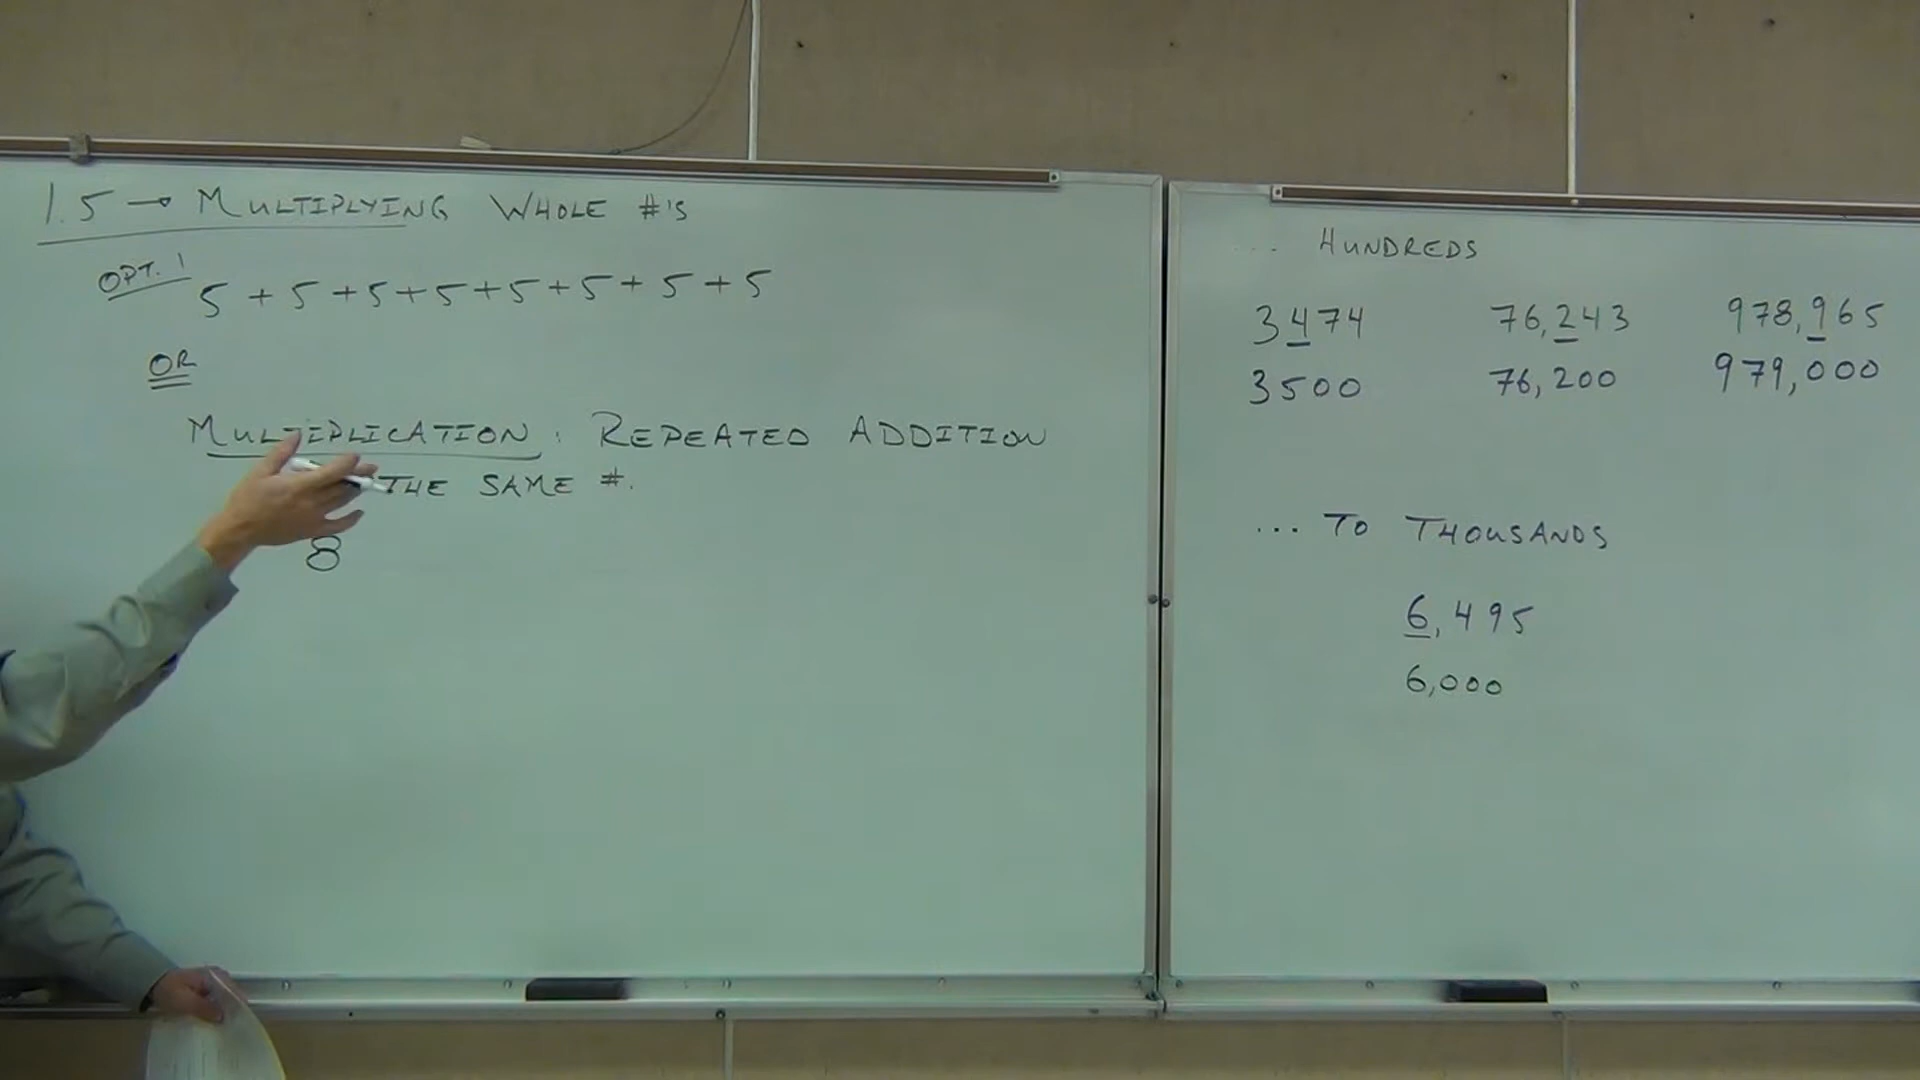 1.5 → MULTIPLYING WHOLE #'S
OPT. 1 5 + 5 + 5 + 5 + 5 + 5 + 5 + 5
OR
MULTIPLICATION: REPEATED ADDITION
THE SAME #.
8
... HUNDREDS
3474 76,243 978,965
3500 76,200 979,000
... TO THOUSANDS
6,495
6,000